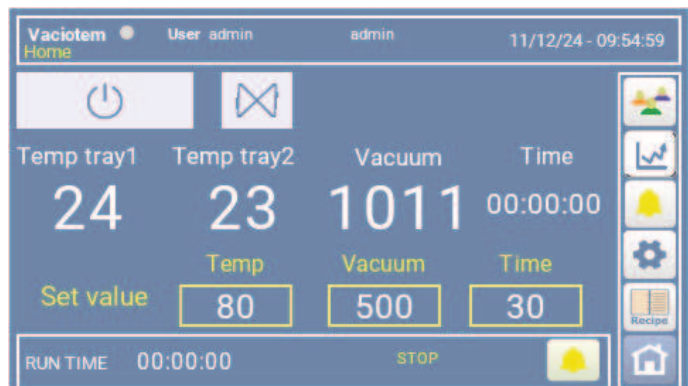 Vaciotem User admin admin 11/12/24 - 09:54:59
Home
Temp tray1 Temp tray2 Vacuum Time
24 23 1011 00:00:00
Temp Vacuum Time
Set value 80 500 30
Recipe
RUN TIME 00:00:00 STOP